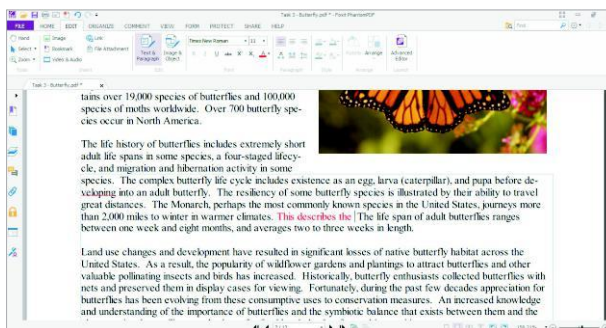 Task 3 - Butterfly.pdf * - Foxit PhantomPDF
FILE HOME EDIT ORGANIZE COMMENT VIEW FORM PROTECT SHARE HELP
Hand Image Link
Select Bookmark File Attachment
Zoom Video & Audio
Text & Paragraph Image & Object
Times New Roman
Arrange
Advanced Editor
Task 3 - Butterfly.pdf *
tains over 19,000 species of butterflies and 100,000
species of moths worldwide. Over 700 butterfly spe-
cies occur in North America.
The life history of butterflies includes extremely short
adult life spans in some species, a four-staged lifecy-
cle, and migration and hibernation activity in some
species. The complex butterfly life cycle includes existence as an egg, larva (caterpillar), and pupa before de-
veloping into an adult butterfly. The resiliency of some butterfly species is illustrated by their ability to travel
great distances. The Monarch, perhaps the most commonly known species in the United States, journeys more
than 2,000 miles to winter in warmer climates. This describes the The life span of adult butterflies ranges
between one week and eight months, and averages two to three weeks in length.
Land use changes and development have resulted in significant losses of native butterfly habitat across the
United States. As a result, the popularity of wildflower gardens and plantings to attract butterflies and other
valuable pollinating insects and birds has increased. Historically, butterfly enthusiasts collected butterflies with
nets and preserved them in display cases for viewing. Fortunately, during the past few decades appreciation for
butterflies has been evolving from these consumptive uses to conservation measures. An increased knowledge
and understanding of the importance of butterflies and the symbiotic balance that exists between them and the